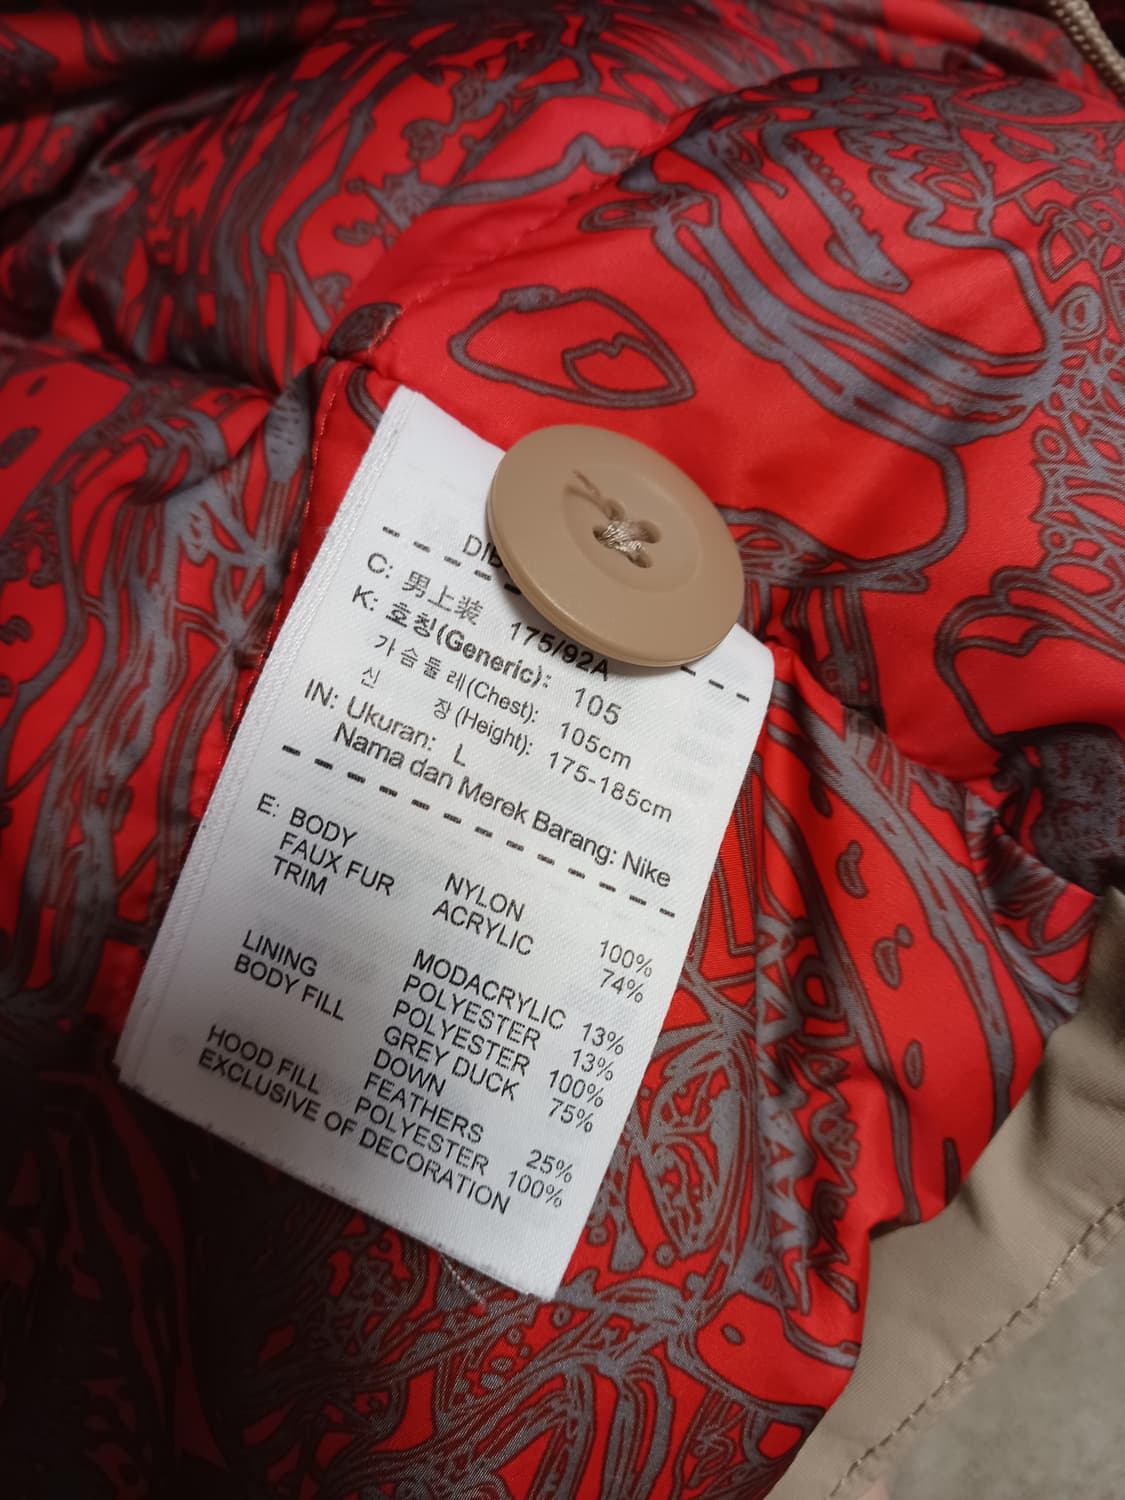 C: 男上装 175/92A
K: 호칭(Generic): 105
가슴둘레(Chest): 105cm
신 장(Height): 175-185cm
IN: Ukuran: L
Nama dan Merek Barang: Nike
E: BODY NYLON 100%
FAUX FUR ACRYLIC 74%
TRIM
MODACRYLIC 13%
POLYESTER 13%
LINING POLYESTER 100%
BODY FILL GREY DUCK 75%
DOWN
FEATHERS 25%
HOOD FILL POLYESTER 100%
EXCLUSIVE OF DECORATION